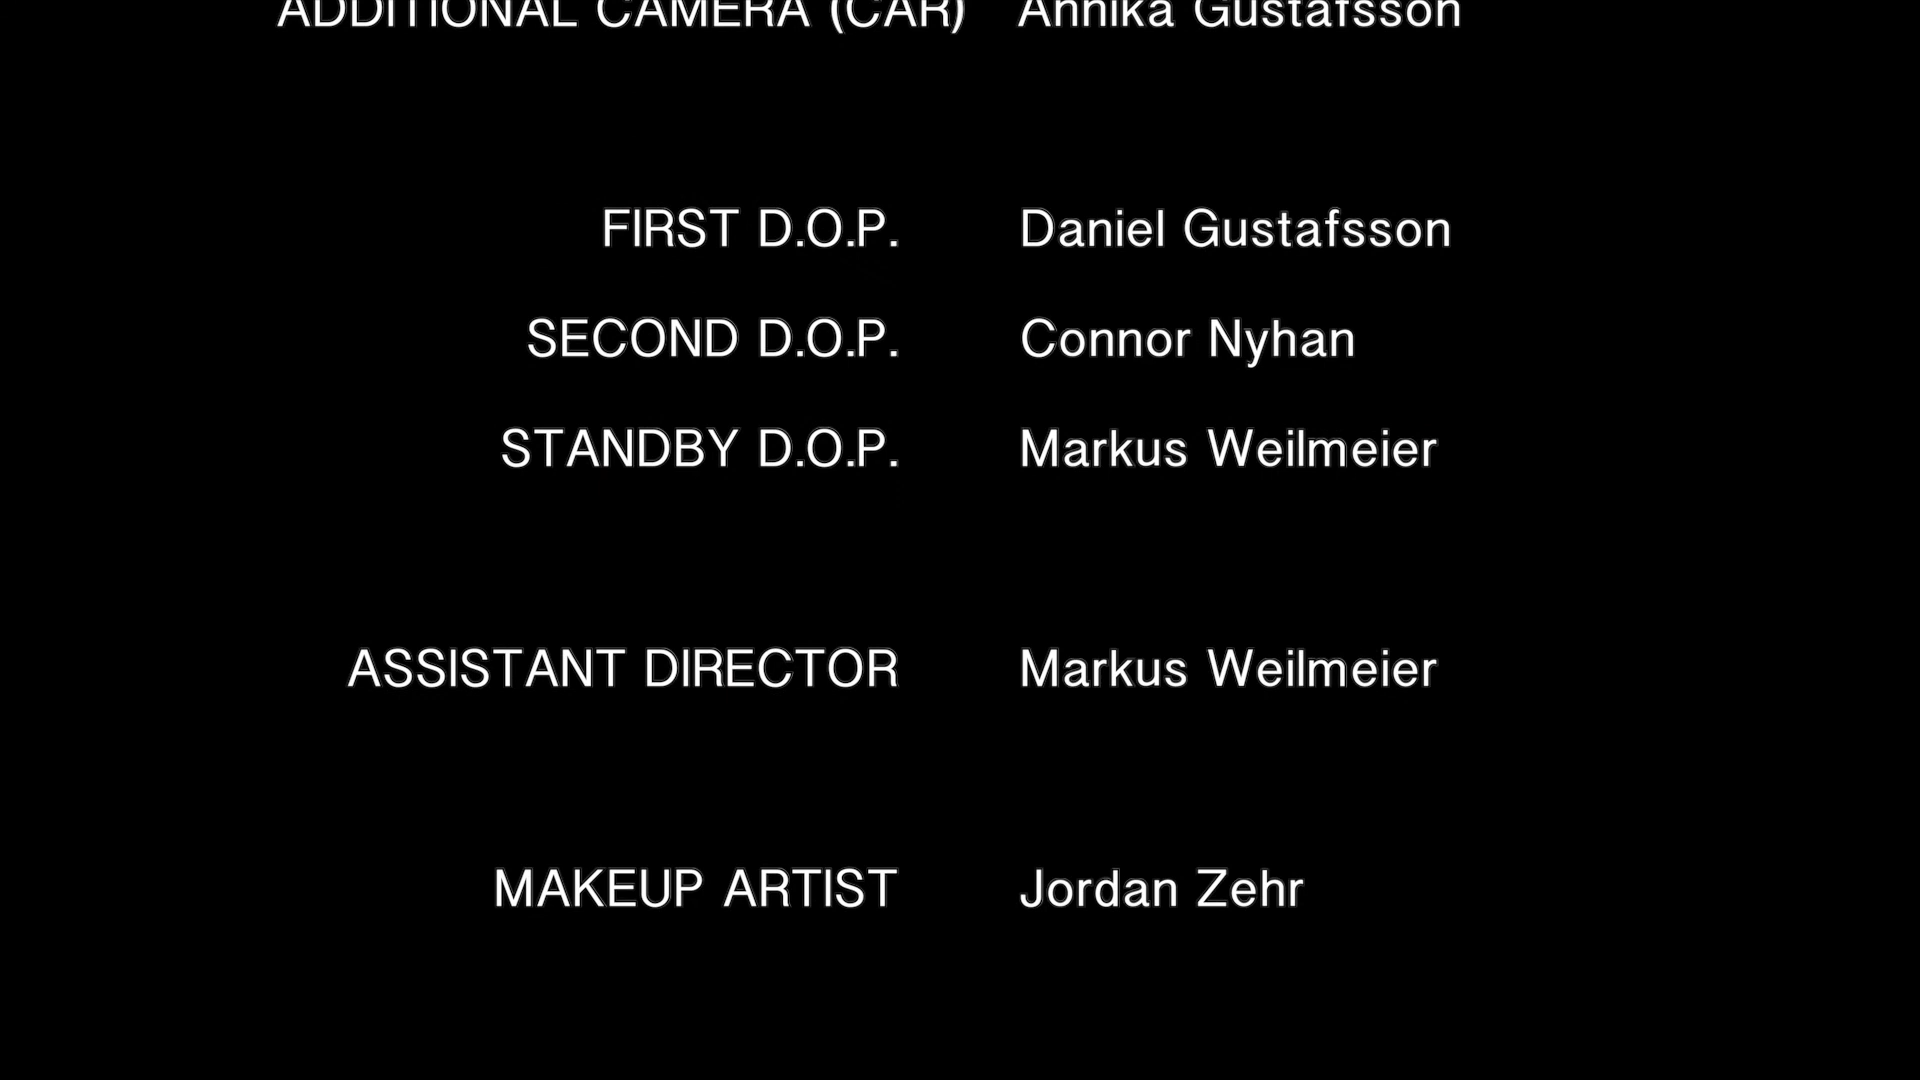 ADDITIONAL CAMERA (CAR) Annika Gustafsson
FIRST D.O.P. Daniel Gustafsson
SECOND D.O.P. Connor Nyhan
STANDBY D.O.P. Markus Weilmeier
ASSISTANT DIRECTOR Markus Weilmeier
MAKEUP ARTIST Jordan Zehr